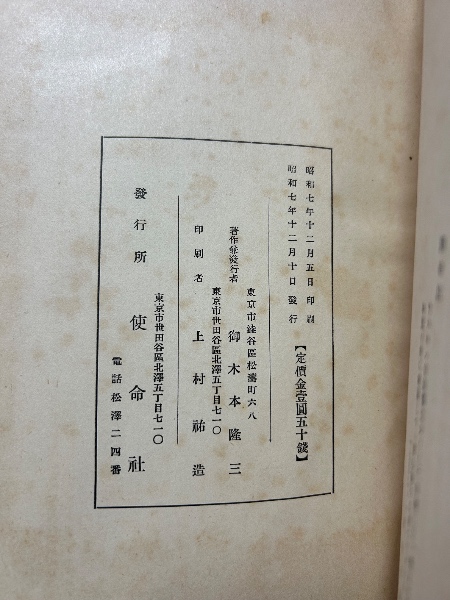 昭和七年十二月五日印刷
昭和七年十二月十日發行
【定價金壹圓五十錢】
東京市澁谷區松濤町六八
著作兼發行者 御木本隆三
東京市世田谷區北澤五丁目七一〇
印刷者 上村祐造
東京市世田谷區北澤五丁目七一〇
發行所 使命社
電話松澤二四番